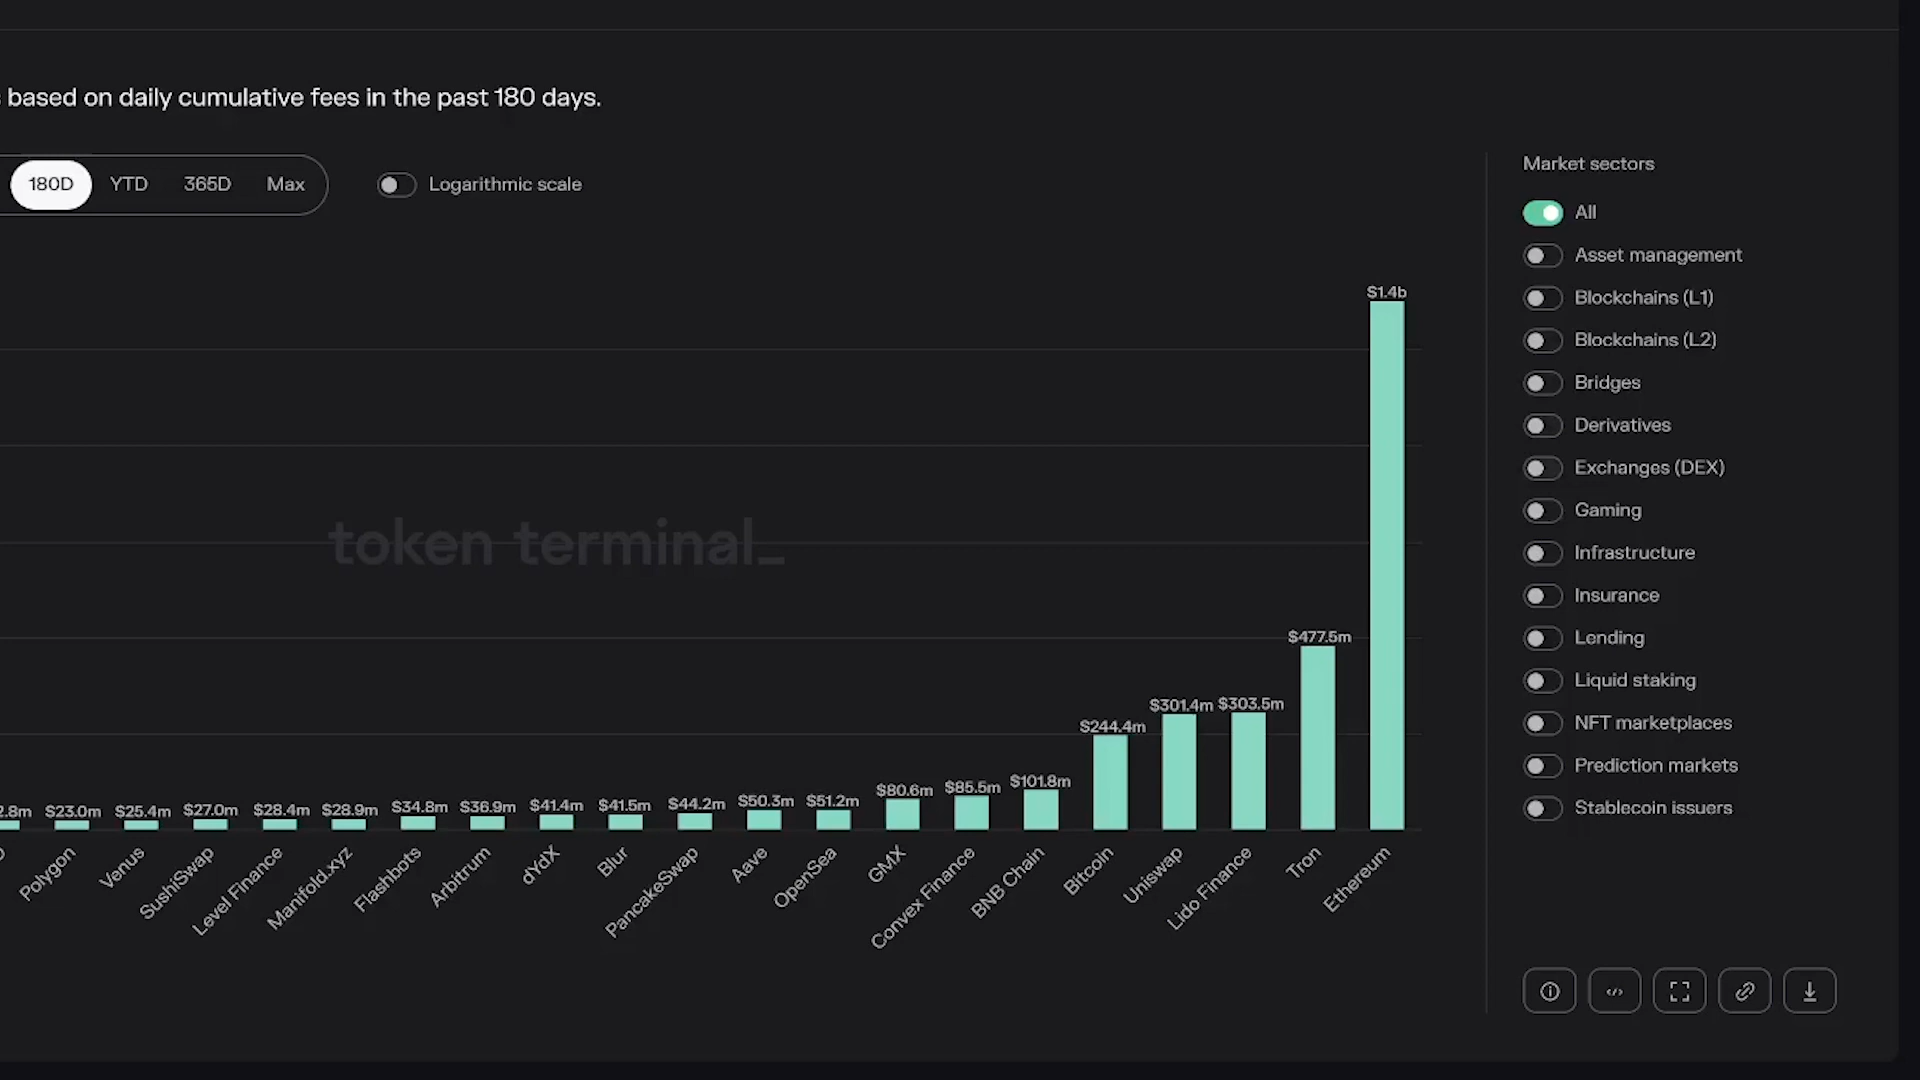 based on daily cumulative fees in the past 180 days.
180D YTD 365D Max
Logarithmic scale
Market sectors
All
Asset management
Blockchains (L1)
Blockchains (L2)
Bridges
Derivatives
Exchanges (DEX)
Gaming
Infrastructure
Insurance
Lending
Liquid staking
NFT marketplaces
Prediction markets
Stablecoin issuers
token terminal_
2.8m $23.0m $25.4m $27.0m $28.4m $28.9m $34.8m $36.9m $41.4m $41.5m $44.2m $50.3m $51.2m $80.6m $85.5m $101.8m $244.4m $301.4m $303.5m $477.5m $1.4b
Polygon Venus SushiSwap Level Finance Manifold.xyz Flashbots Arbitrum dYdX Blur PancakeSwap Aave OpenSea GMX Convex Finance BNB Chain Bitcoin Uniswap Lido Finance Tron Ethereum